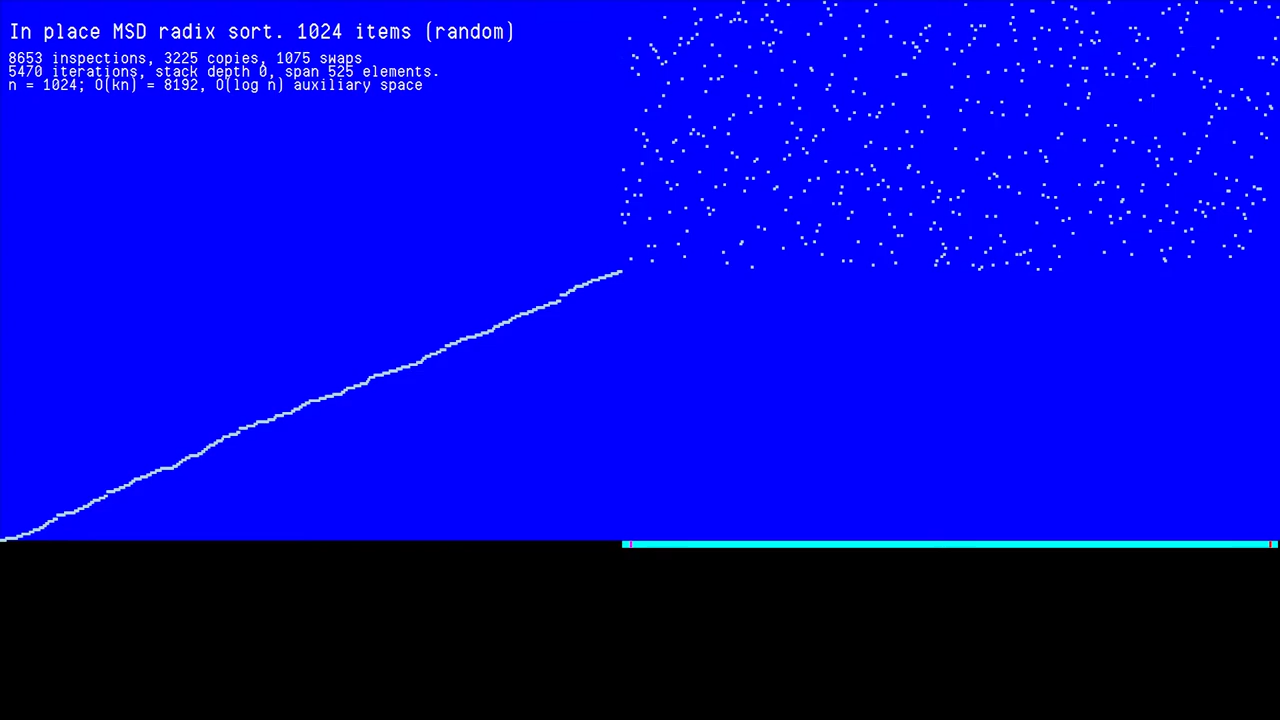 In place MSD radix sort. 1024 items (random)
8653 inspections, 3225 copies, 1075 swaps
5470 iterations, stack depth 0, span 525 elements.
n = 1024; O(kn) = 8192, O(log n) auxiliary space